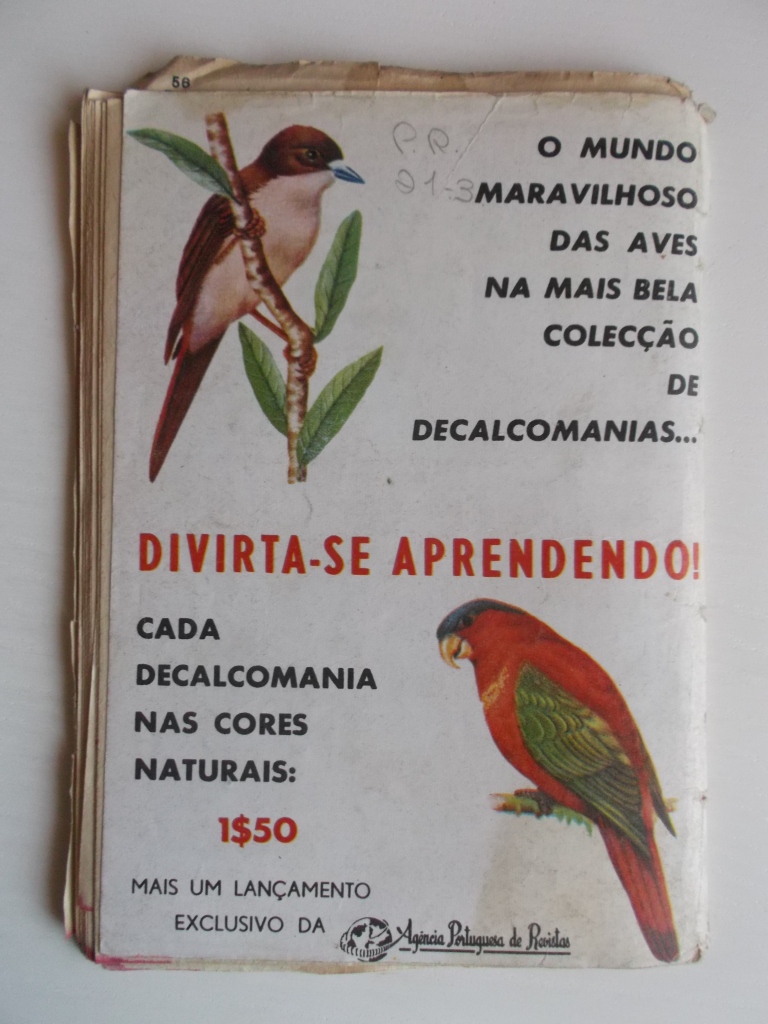 58
P.R.
21-3
O MUNDO
MARAVILHOSO
DAS AVES
NA MAIS BELA
COLECÇÃO
DE
DECALCOMANIAS...
DIVIRTA-SE APRENDENDO!
CADA
DECALCOMANIA
NAS CORES
NATURAIS:
1$50
MAIS UM LANÇAMENTO
EXCLUSIVO DA Agência Portuguesa de Revistas